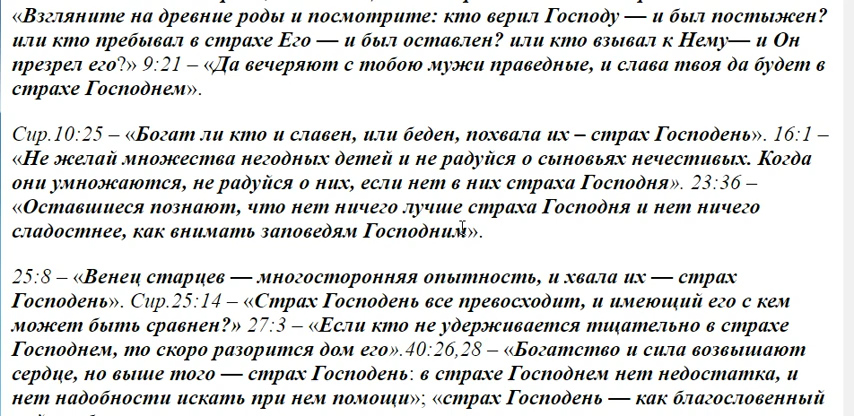 «Взгляните на древние роды и посмотрите: кто верил Господу — и был постыжен?
или кто пребывал в страхе Его — и был оставлен? или кто взывал к Нему— и Он
презрел его?» 9:21 – «Да вечеряют с тобою мужи праведные, и слава твоя да будет в
страхе Господнем».
Сир.10:25 – «Богат ли кто и славен, или беден, похвала их – страх Господень». 16:1 –
«Не желай множества негодных детей и не радуйся о сыновьях нечестивых. Когда
они умножаются, не радуйся о них, если нет в них страха Господня». 23:36 –
«Оставшиеся познают, что нет ничего лучше страха Господня и нет ничего
сладостнее, как внимать заповедям Господним».
25:8 – «Венец старцев — многосторонняя опытность, и хвала их — страх
Господень». Сир.25:14 – «Страх Господень все превосходит, и имеющий его с кем
может быть сравнен?» 27:3 – «Если кто не удерживается тщательно в страхе
Господнем, то скоро разорится дом его».40:26,28 – «Богатство и сила возвышают
сердце, но выше того — страх Господень: в страхе Господнем нет недостатка, и
нет надобности искать при нем помощи»; «страх Господень — как благословенный